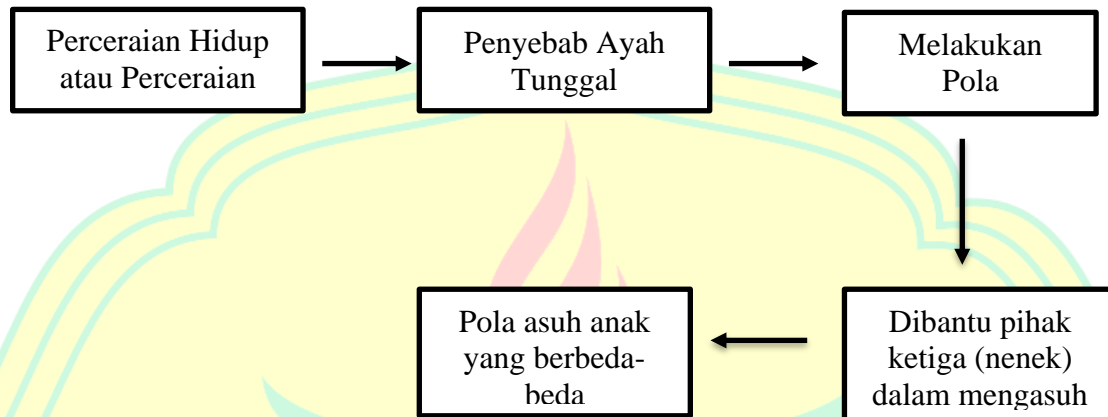 Perceraian Hidup
atau Perceraian
Penyebab Ayah
Tunggal
Melakukan
Pola
Dibantu pihak
ketiga (nenek)
dalam mengasuh
Pola asuh anak
yang berbeda-
beda